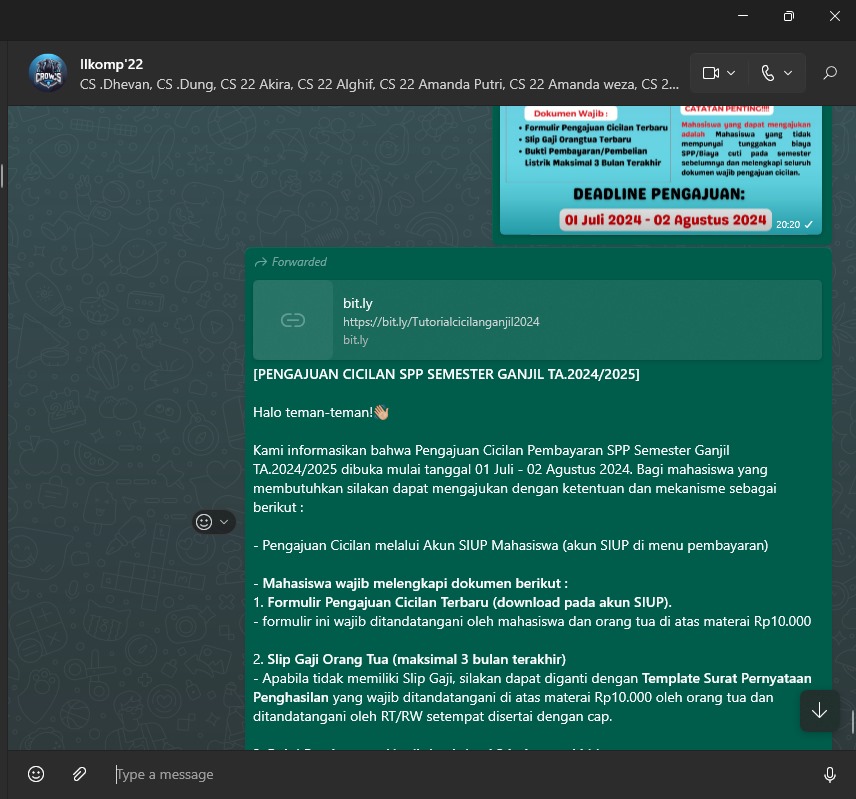 Ilkomp'22
CS .Dhevan, CS .Dung, CS 22 Akira, CS 22 Alghif, CS 22 Amanda Putri, CS 22 Amanda weza, CS 2...
CROWDS
Dokumen Wajib :
• Formulir Pengajuan Cicilan Terbaru
• Slip Gaji Orangtua Terbaru
• Bukti Pembayaran/Pembelian
Listrik Maksimal 3 Bulan Terakhir
CATATAN PENTING!!!!
Mahasiswa yang dapat mengajukan
adalah Mahasiswa yang tidak
mempunyai tunggakan biaya
SPP/Biaya cuti pada semester
sebelumnya dan melengkapi seluruh
dokumen wajib pengajuan cicilan.
DEADLINE PENGAJUAN:
01 Juli 2024 - 02 Agustus 2024
20:20
Forwarded
bit.ly
https://bit.ly/Tutorialcicilanganjil2024
bit.ly
[PENGAJUAN CICILAN SPP SEMESTER GANJIL TA.2024/2025]
Halo teman-teman!👋🏼
Kami informasikan bahwa Pengajuan Cicilan Pembayaran SPP Semester Ganjil
TA.2024/2025 dibuka mulai tanggal 01 Juli - 02 Agustus 2024. Bagi mahasiswa yang
membutuhkan silakan dapat mengajukan dengan ketentuan dan mekanisme sebagai
berikut :
- Pengajuan Cicilan melalui Akun SIUP Mahasiswa (akun SIUP di menu pembayaran)
- Mahasiswa wajib melengkapi dokumen berikut :
1. Formulir Pengajuan Cicilan Terbaru (download pada akun SIUP).
- formulir ini wajib ditandatangani oleh mahasiswa dan orang tua di atas materai Rp10.000
2. Slip Gaji Orang Tua (maksimal 3 bulan terakhir)
- Apabila tidak memiliki Slip Gaji, silakan dapat diganti dengan Template Surat Pernyataan
Penghasilan yang wajib ditandatangani di atas materai Rp10.000 oleh orang tua dan
ditandatangani oleh RT/RW setempat disertai dengan cap.
Type a message